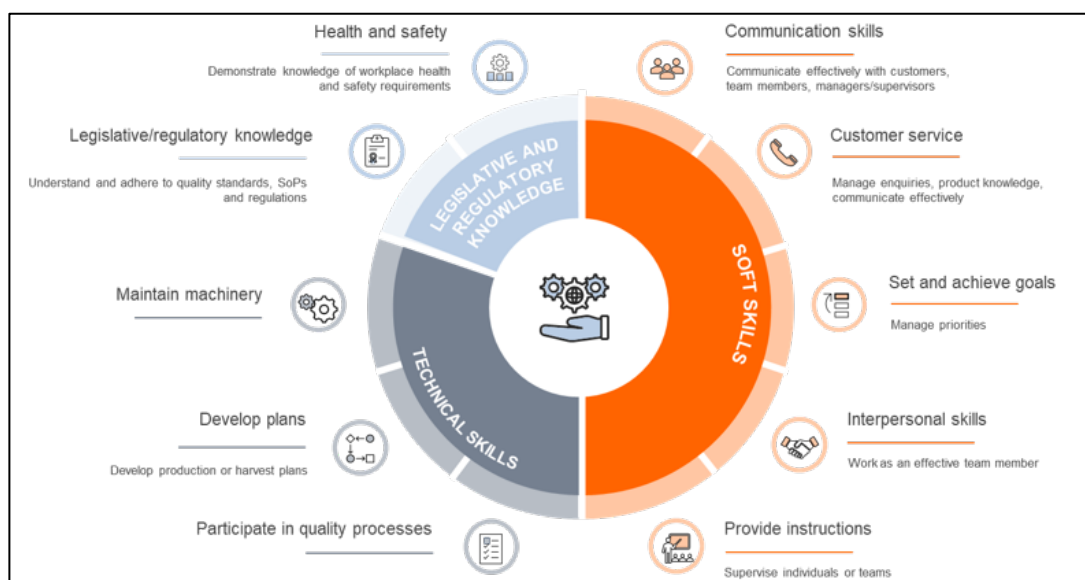 Health and safety
Demonstrate knowledge of workplace health
and safety requirements
Legislative/regulatory knowledge
Understand and adhere to quality standards, SoPs
and regulations
Maintain machinery
Develop plans
Develop production or harvest plans
Participate in quality processes
LEGISLATIVE AND
REGULATORY
KNOWLEDGE
TECHNICAL SKILLS
SOFT SKILLS
Communication skills
Communicate effectively with customers,
team members, managers/supervisors
Customer service
Manage enquiries, product knowledge,
communicate effectively
Set and achieve goals
Manage priorities
Interpersonal skills
Work as an effective team member
Provide instructions
Supervise individuals or teams